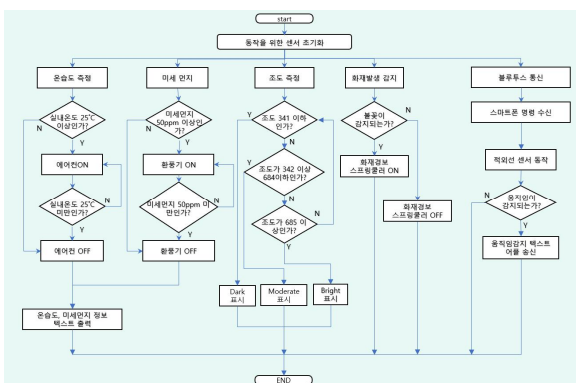 start
동작을 위한 센서 초기화
온습도 측정
미세 먼지
조도 측정
화재발생 감지
블루투스 통신
실내온도 25℃
이상인가?
N
Y
에어컨ON
실내온도 25℃
미만인가?
N
Y
에어컨 OFF
온습도, 미세먼지 정보
텍스트 출력
미세먼지
50ppm 이상인
가?
N
Y
환풍기 ON
미세먼지 50ppm 미
만인가?
N
Y
환풍기 OFF
조도 341 이하
인가?
Y
N
조도가 342 이상
684이하인가?
Y
N
조도가 685 이
상인가?
N
Y
Dark
표시
Moderate
표시
Bright
표시
불꽃이
감지되는가?
N
Y
화재경보
스프링쿨러 ON
화재경보
스프링쿨러 OFF
스마트폰 명령 수신
적외선 센서 동작
움직임이
감지되는가?
N
Y
움직임감지 텍스트
어플 송신
END